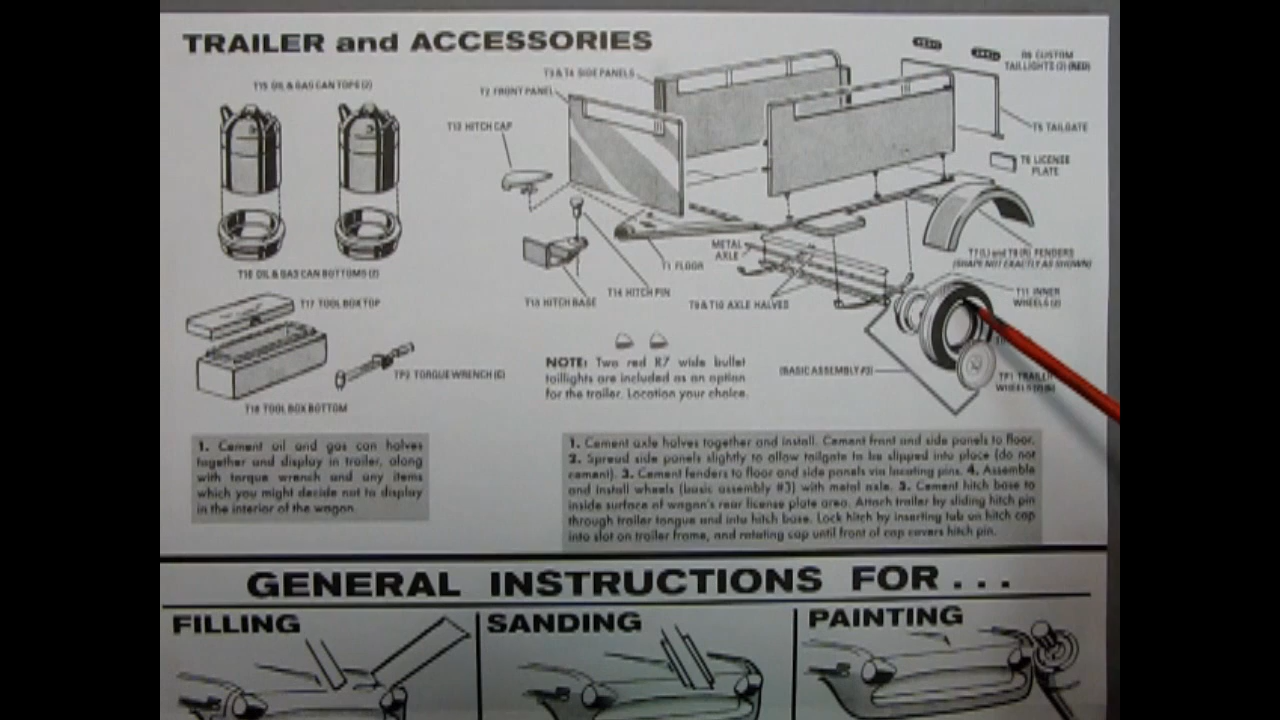 TRAILER and ACCESSORIES
T15 OIL & GAS CAN TOPS (2)
T3 & T4 SIDE PANELS
T2 FRONT PANEL
T13 HITCH CAP
R6 CUSTOM
TAILLIGHTS (2) (RED)
T5 TAILGATE
T6 LICENSE
PLATE
T16 OIL & GAS CAN BOTTOMS (2)
T17 TOOL BOX TOP
T18 TOOL BOX BOTTOM
TP2 TORQUE WRENCH (C)
HITCH BASE
T14 HITCH PIN
T1 FLOOR
METAL
AXLE
T9 & T10 AXLE HALVES
T7 (L) and T8 (R) FENDERS
(SHAPE NOT EXACTLY AS SHOWN)
T11 INNER
WHEELS (2)
TP1 TRAILER
WHEELS
(BASIC ASSEMBLY #3)
NOTE: Two red R7 wide bullet
taillights are included as an option
for the trailer. Location your choice.
1. Cement oil and gas can halves
together and display in trailer, along
with torque wrench and any items
which you might decide not to display
in the interior of the wagon.
1. Cement axle halves together and install. Cement front and side panels to floor.
2. Spread side panels slightly to allow tailgate to be slipped into place (do not
cement). 3. Cement fenders to floor and side panels via locating pins. 4. Assemble
and install wheels (basic assembly #3) with metal axle. 5. Cement hitch base to
inside surface of wagon's rear license plate area. Attach trailer by sliding hitch pin
through trailer tongue and into hitch base. Lock hitch by inserting tab on hitch cap
into slot on trailer frame, and rotating cap until front of cap covers hitch pin.
GENERAL INSTRUCTIONS FOR . . .
FILLING
SANDING
PAINTING